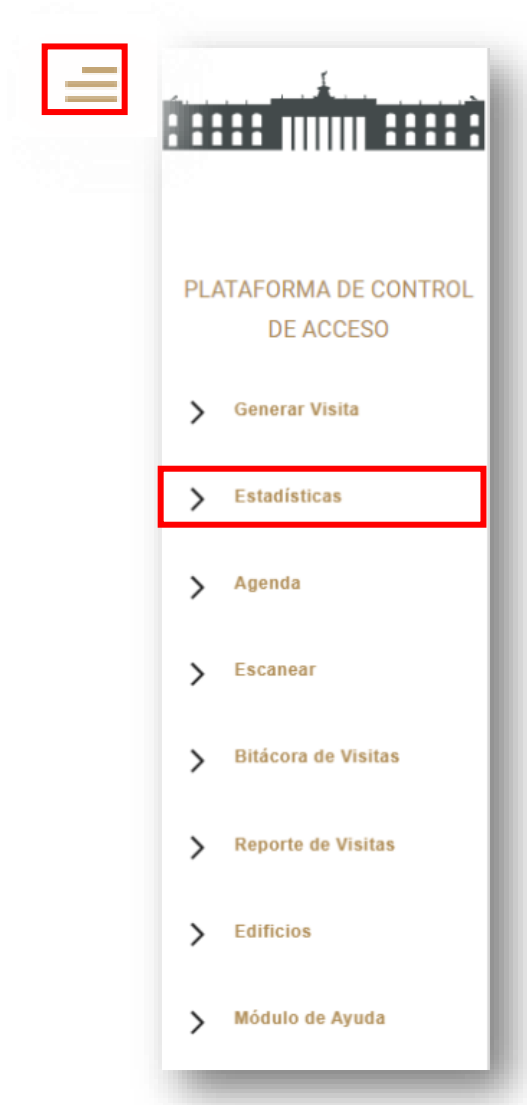 PLATAFORMA DE CONTROL
DE ACCESO
Generar Visita
Estadísticas
Agenda
Escanear
Bitácora de Visitas
Reporte de Visitas
Edificios
Módulo de Ayuda